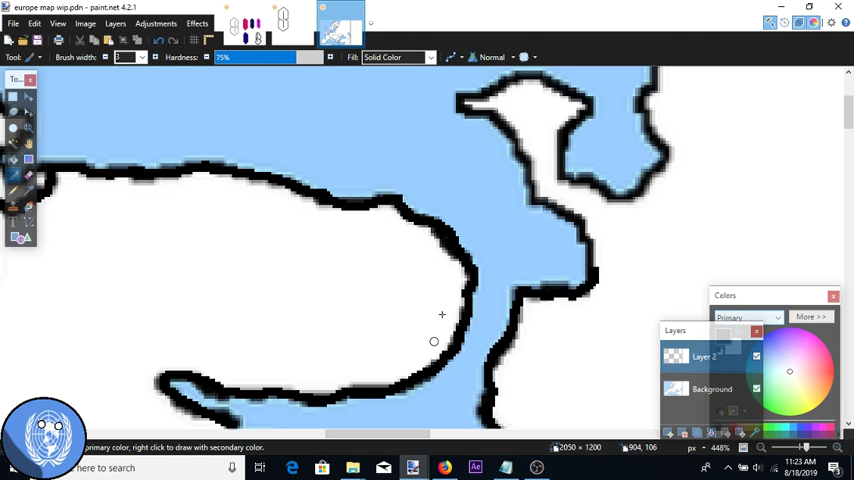 europe map wip.pdn - paint.net 4.2.1
File Edit View Image Layers Adjustments Effects
Tool: Brush width: 3 Hardness: 75% Fill: Solid Color Normal
To...
Colors
Primary More >>
Layers
Layer 2
Background
primary color, right click to draw with secondary color. 2050 x 1200 904, 106 px 448%
here to search
11:23 AM
8/18/2019